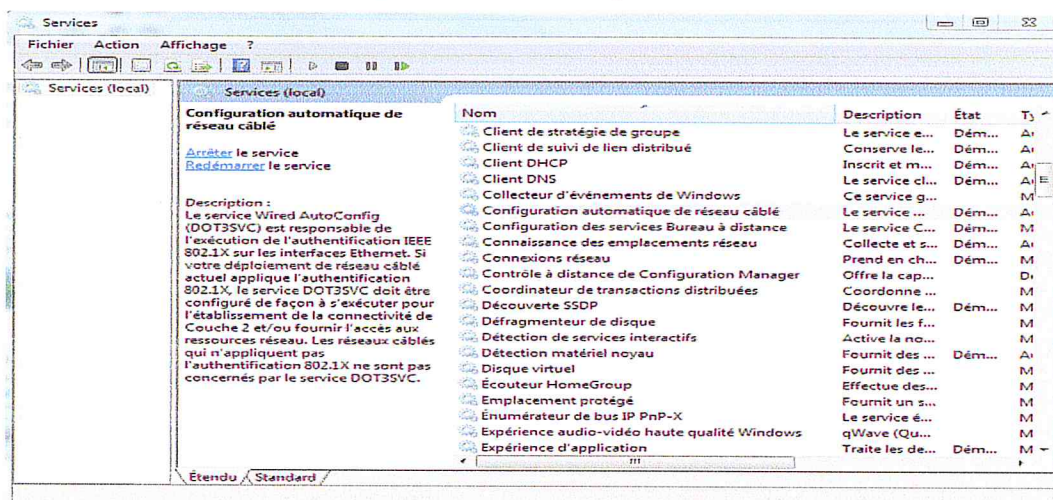 Services
Fichier Action Affichage ?
Services (local)
Services (local)
Configuration automatique de
réseau câblé
Arrêter le service
Redémarrer le service
Description :
Le service Wired AutoConfig
(DOT3SVC) est responsable de
l'exécution de l'authentification IEEE
802.1X sur les interfaces Ethernet. Si
votre déploiement de réseau câblé
actuel applique l'authentification
802.1X, le service DOT3SVC doit être
configuré de façon à s'exécuter pour
l'établissement de la connectivité de
Couche 2 et/ou fournir l'accès aux
ressources réseau. Les réseaux câblés
qui n'appliquent pas
l'authentification 802.1X ne sont pas
concernés par le service DOT3SVC.
Nom Description État Ty
Client de stratégie de groupe Le service e... Dém... Au
Client de suivi de lien distribué Conserve le... Dém... Au
Client DHCP Inscrit et m... Dém... Au
Client DNS Le service cl... Dém... Au
Collecteur d'événements de Windows Ce service g... M
Configuration automatique de réseau câblé Le service ... Dém... Au
Configuration des services Bureau à distance Le service C... Dém... M
Connaissance des emplacements réseau Collecte et s... Dém... Au
Connexions réseau Prend en ch... Dém... M
Contrôle à distance de Configuration Manager Offre la cap... Dé
Coordinateur de transactions distribuées Coordonne ... M
Découverte SSDP Découvre le... Dém... M
Défragmenteur de disque Fournit les f... M
Détection de services interactifs Active la no... M
Détection matériel noyau Fournit des ... Dém... Au
Disque virtuel Fournit des ... M
Écouteur HomeGroup Effectue des... M
Emplacement protégé Fournit un s... M
Énumérateur de bus IP PnP-X Le service é... M
Expérience audio-vidéo haute qualité Windows qWave (Qu... M
Expérience d'application Traite les de... Dém... M
Étendu Standard